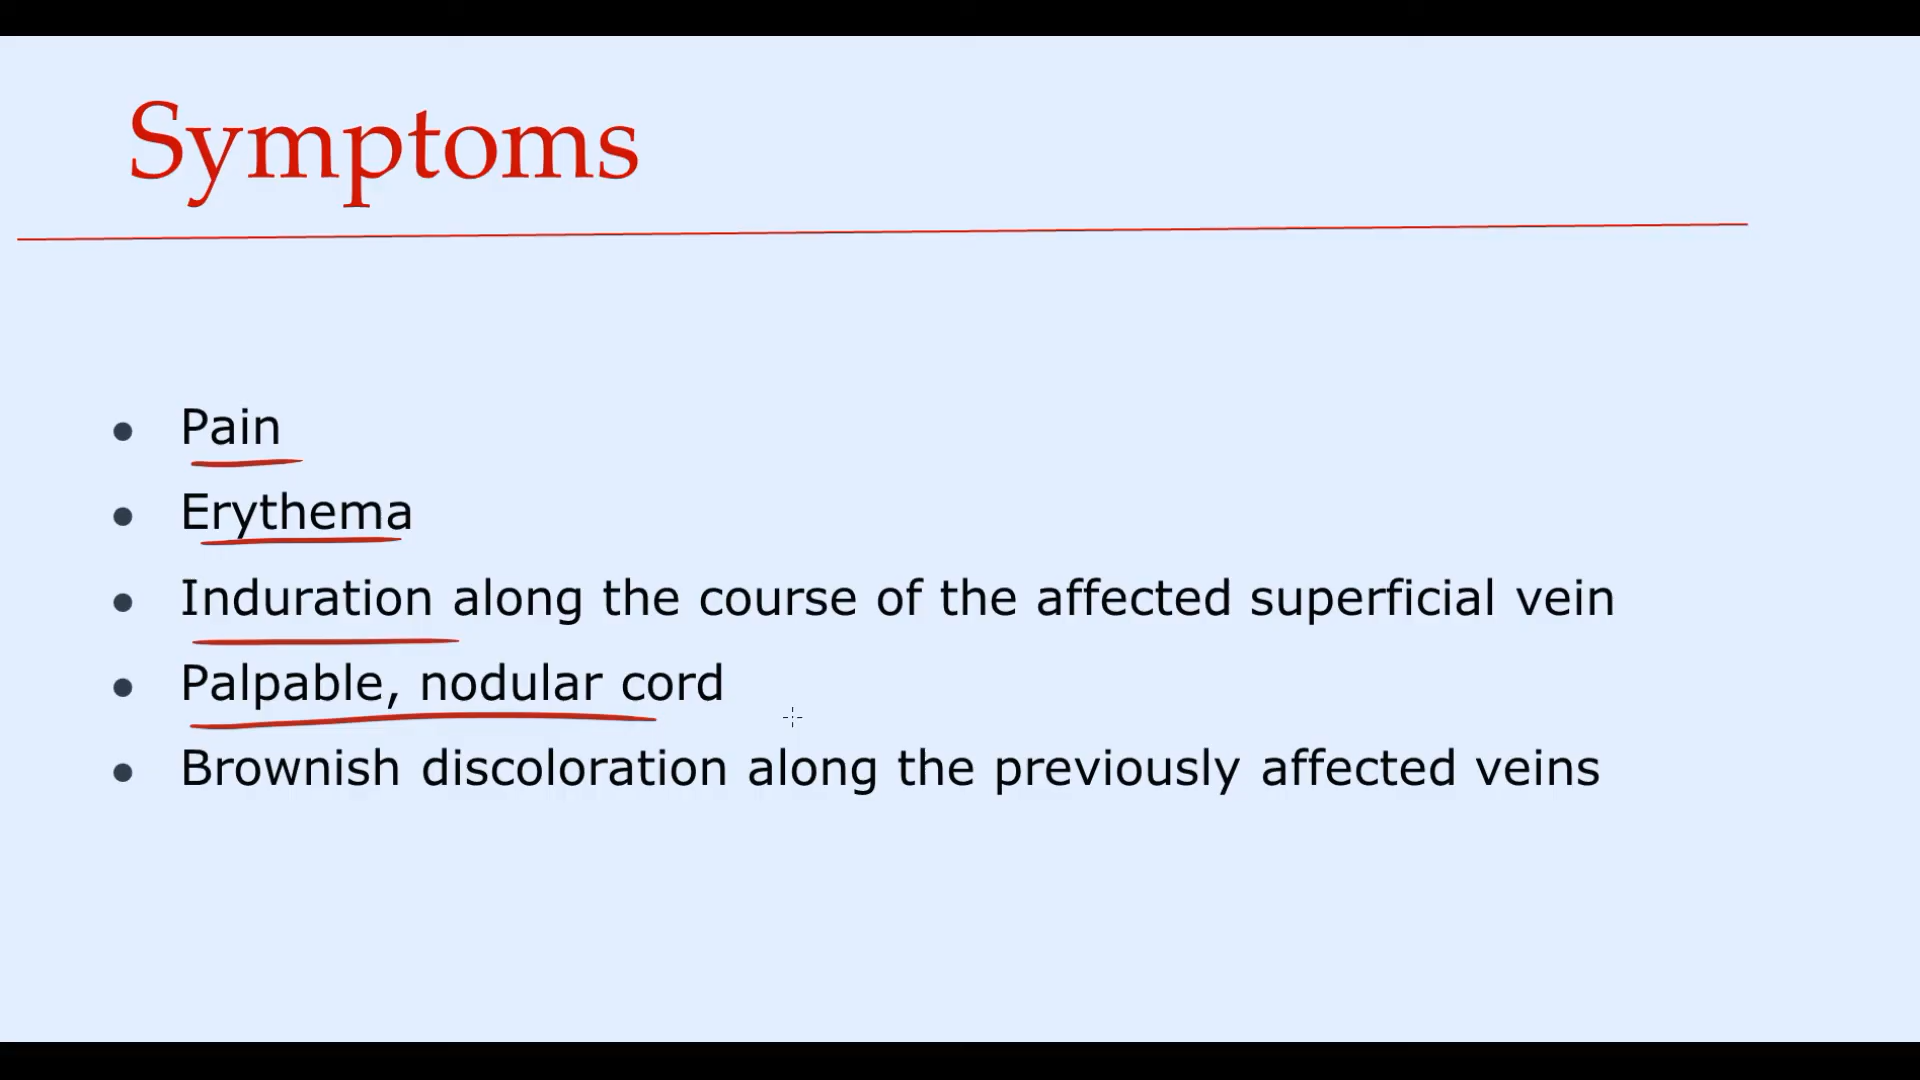 Symptoms
Pain
Erythema
Induration along the course of the affected superficial vein
Palpable, nodular cord
Brownish discoloration along the previously affected veins